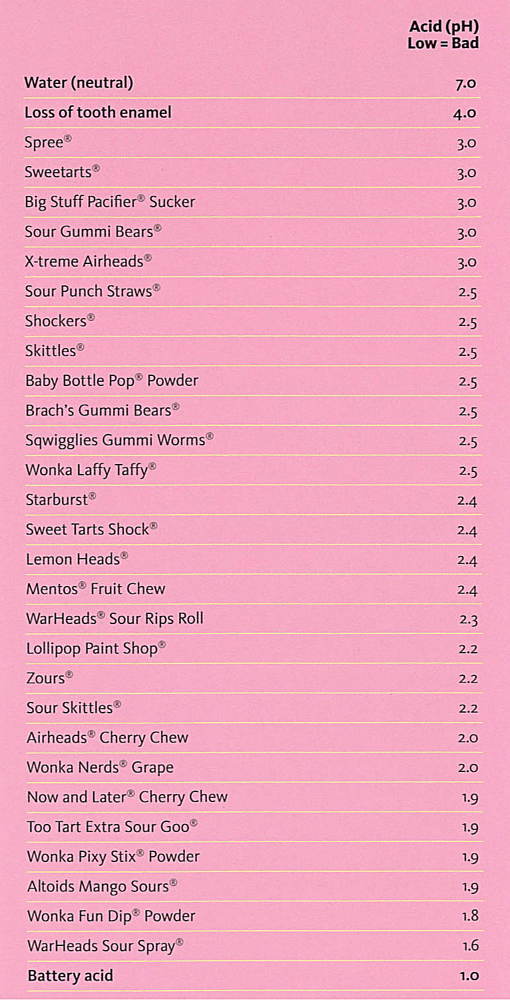 Acid (pH)
Low = Bad
Water (neutral) 7.0
Loss of tooth enamel 4.0
Spree® 3.0
Sweetarts® 3.0
Big Stuff Pacifier® Sucker 3.0
Sour Gummi Bears® 3.0
X-treme Airheads® 3.0
Sour Punch Straws® 2.5
Shockers® 2.5
Skittles® 2.5
Baby Bottle Pop® Powder 2.5
Brach's Gummi Bears® 2.5
Sqwigglies Gummi Worms® 2.5
Wonka Laffy Taffy® 2.5
Starburst® 2.4
Sweet Tarts Shock® 2.4
Lemon Heads® 2.4
Mentos® Fruit Chew 2.4
WarHeads® Sour Rips Roll 2.3
Lollipop Paint Shop® 2.2
Zours® 2.2
Sour Skittles® 2.2
Airheads® Cherry Chew 2.0
Wonka Nerds® Grape 2.0
Now and Later® Cherry Chew 1.9
Too Tart Extra Sour Goo® 1.9
Wonka Pixy Stix® Powder 1.9
Altoids Mango Sours® 1.9
Wonka Fun Dip® Powder 1.8
WarHeads Sour Spray® 1.6
Battery acid 1.0